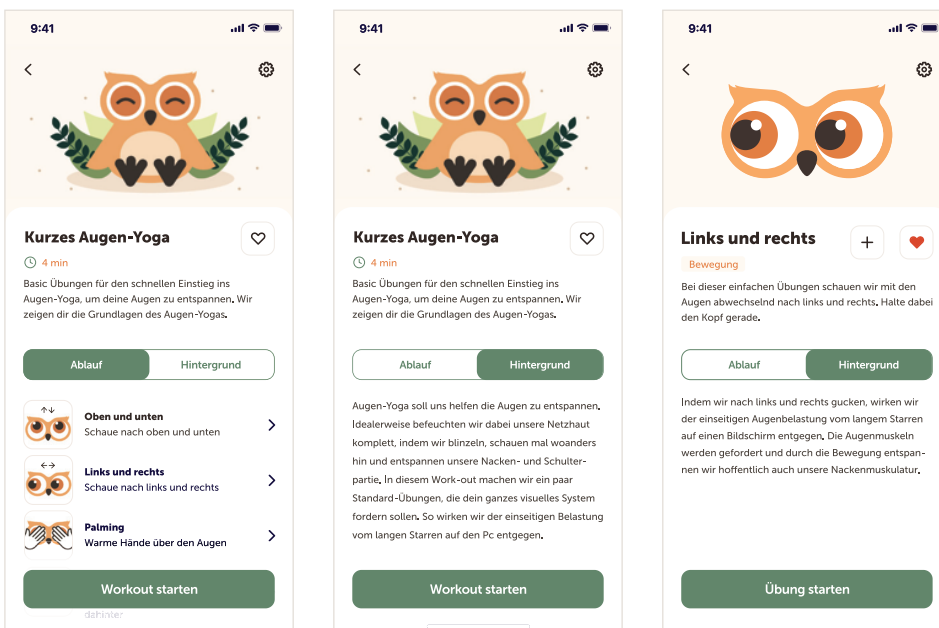 9:41
Kurzes Augen-Yoga
4 min
Basic Übungen für den schnellen Einstieg ins
Augen-Yoga, um deine Augen zu entspannen. Wir
zeigen dir die Grundlagen des Augen-Yogas.
Ablauf
Hintergrund
Oben und unten
Schaue nach oben und unten
Links und rechts
Schaue nach links und rechts
Palming
Warme Hände über den Augen
Workout starten
dahinter
9:41
Kurzes Augen-Yoga
4 min
Basic Übungen für den schnellen Einstieg ins
Augen-Yoga, um deine Augen zu entspannen. Wir
zeigen dir die Grundlagen des Augen-Yogas.
Ablauf
Hintergrund
Augen-Yoga soll uns helfen die Augen zu entspannen.
Idealerweise befeuchten wir dabei unsere Netzhaut
komplett, indem wir blinzeln, schauen mal woanders
hin und entspannen unsere Nacken- und Schulter-
partie. In diesem Work-out machen wir ein paar
Standard-Übungen, die dein ganzes visuelles System
fordern sollen. So wirken wir der einseitigen Belastung
vom langen Starren auf den Pc entgegen.
Workout starten
9:41
Links und rechts
Bewegung
Bei dieser einfachen Übungen schauen wir mit den
Augen abwechselnd nach links und rechts. Halte dabei
den Kopf gerade.
Ablauf
Hintergrund
Indem wir nach links und rechts gucken, wirken wir
der einseitigen Augenbelastung vom langem Starren
auf einen Bildschirm entgegen. Die Augenmuskeln
werden gefordert und durch die Bewegung entspan-
nen wir hoffentlich auch unsere Nackenmuskulatur.
Übung starten